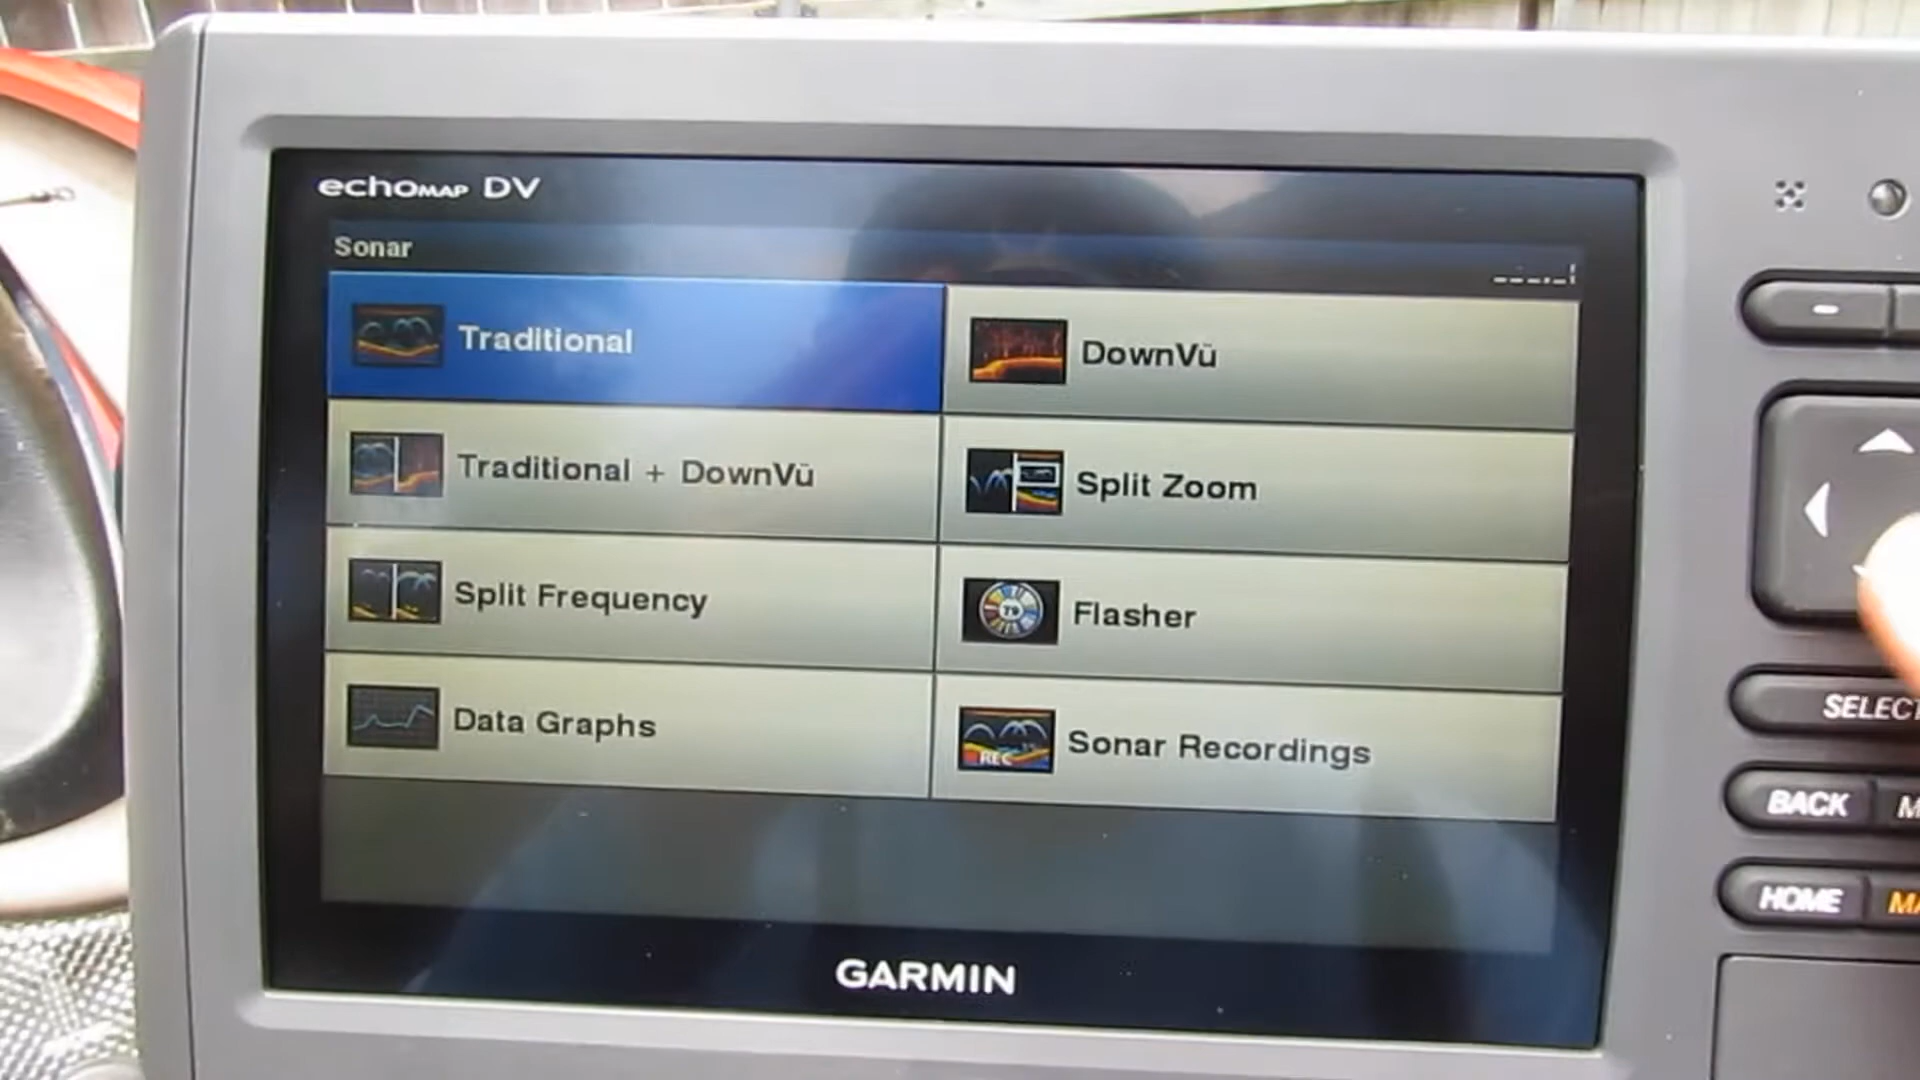 echoMAP DV
Sonar
Traditional
DownVü
Traditional + DownVü
Split Zoom
Split Frequency
Flasher
Data Graphs
Sonar Recordings
REC
GARMIN
SELECT
BACK
HOME